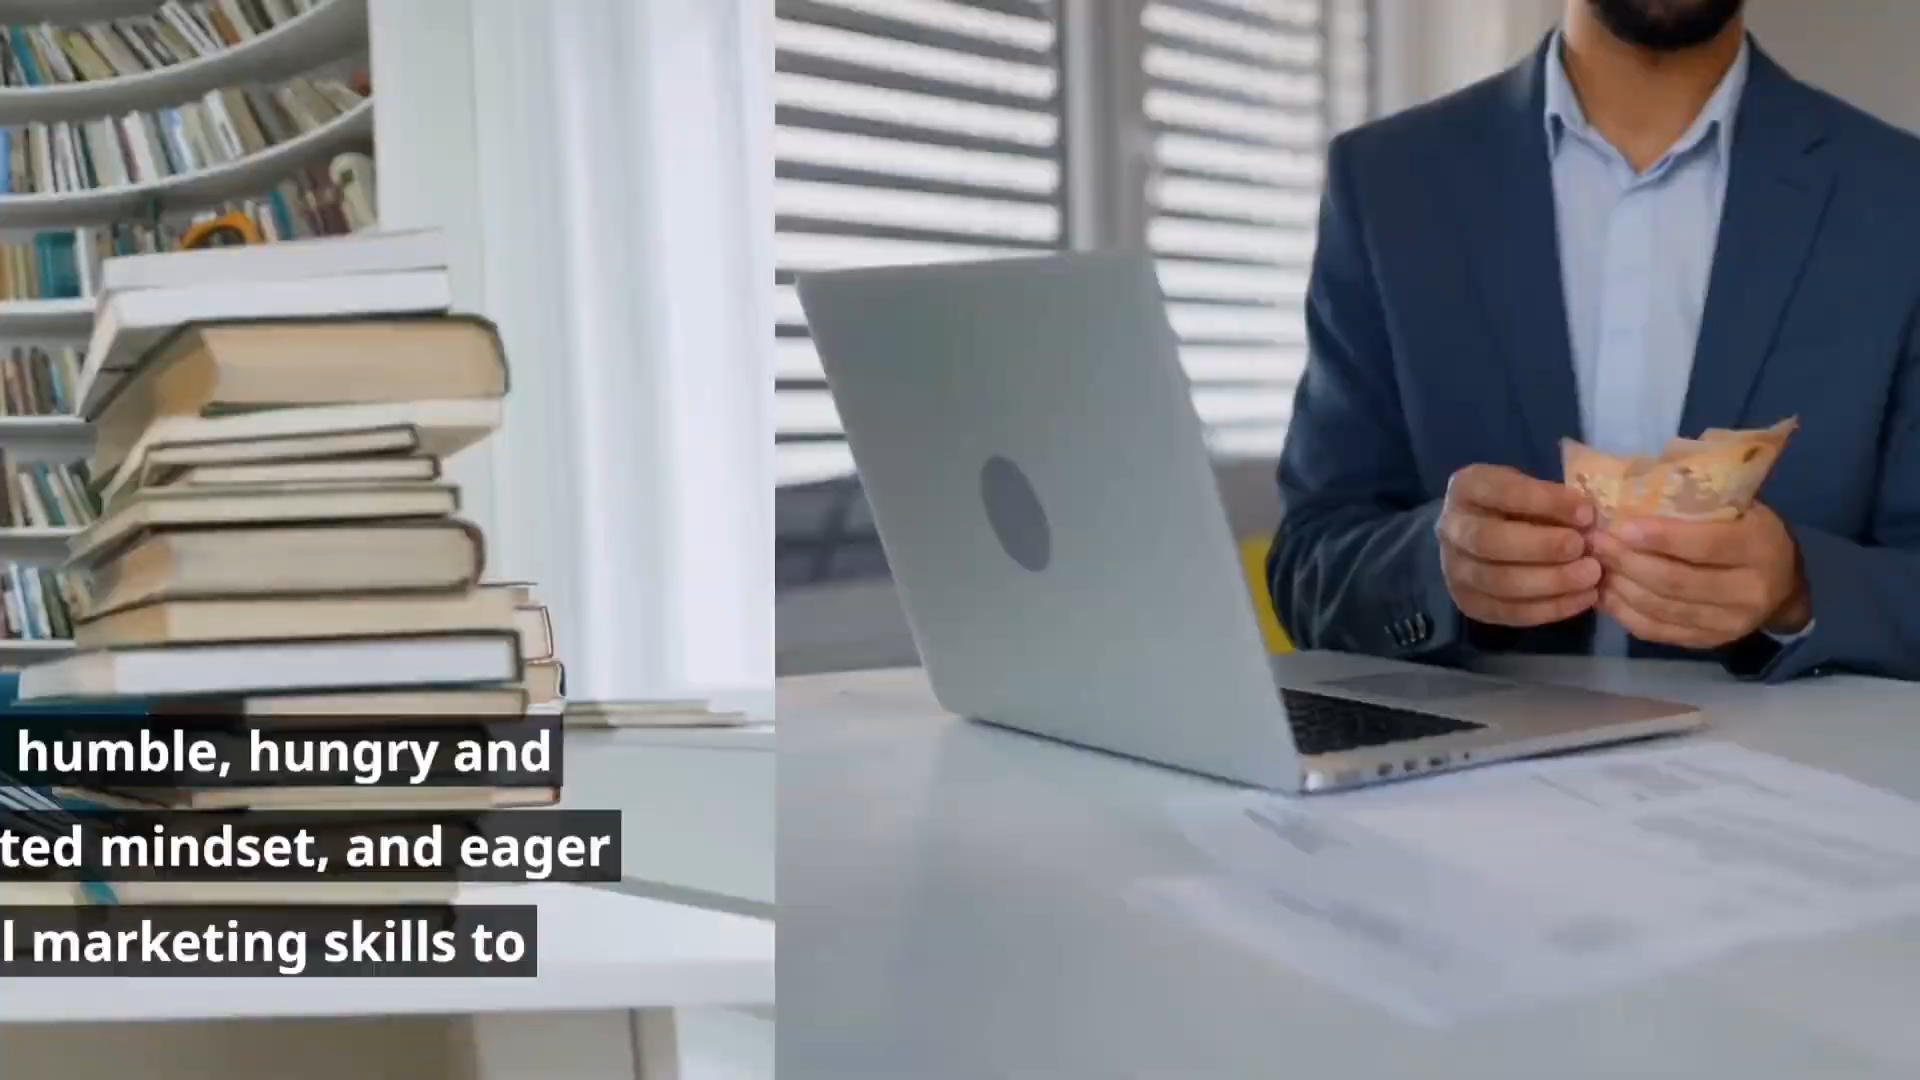 humble, hungry and
ted mindset, and eager
l marketing skills to